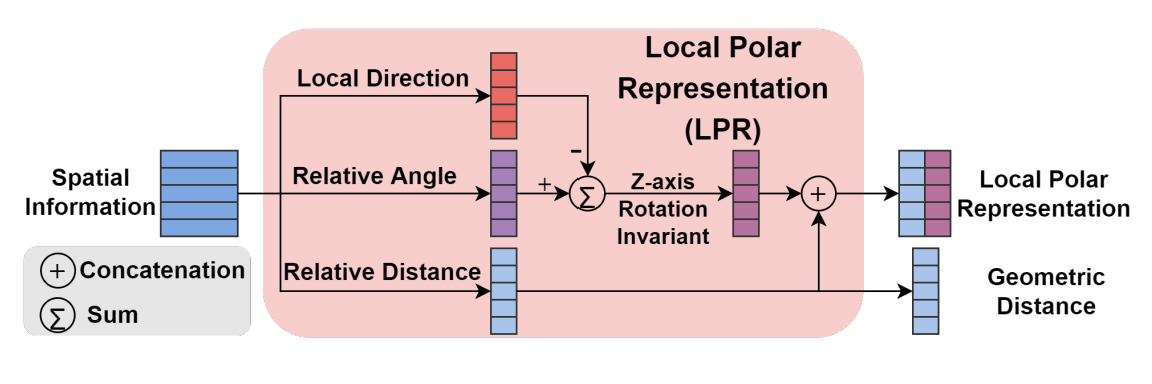 Local Polar
Representation
(LPR)
Local Direction
-
Spatial
Information
Relative Angle
+
Σ
Z-axis
Rotation
Invariant
+
Local Polar
Representation
+ Concatenation
Σ Sum
Relative Distance
Geometric
Distance